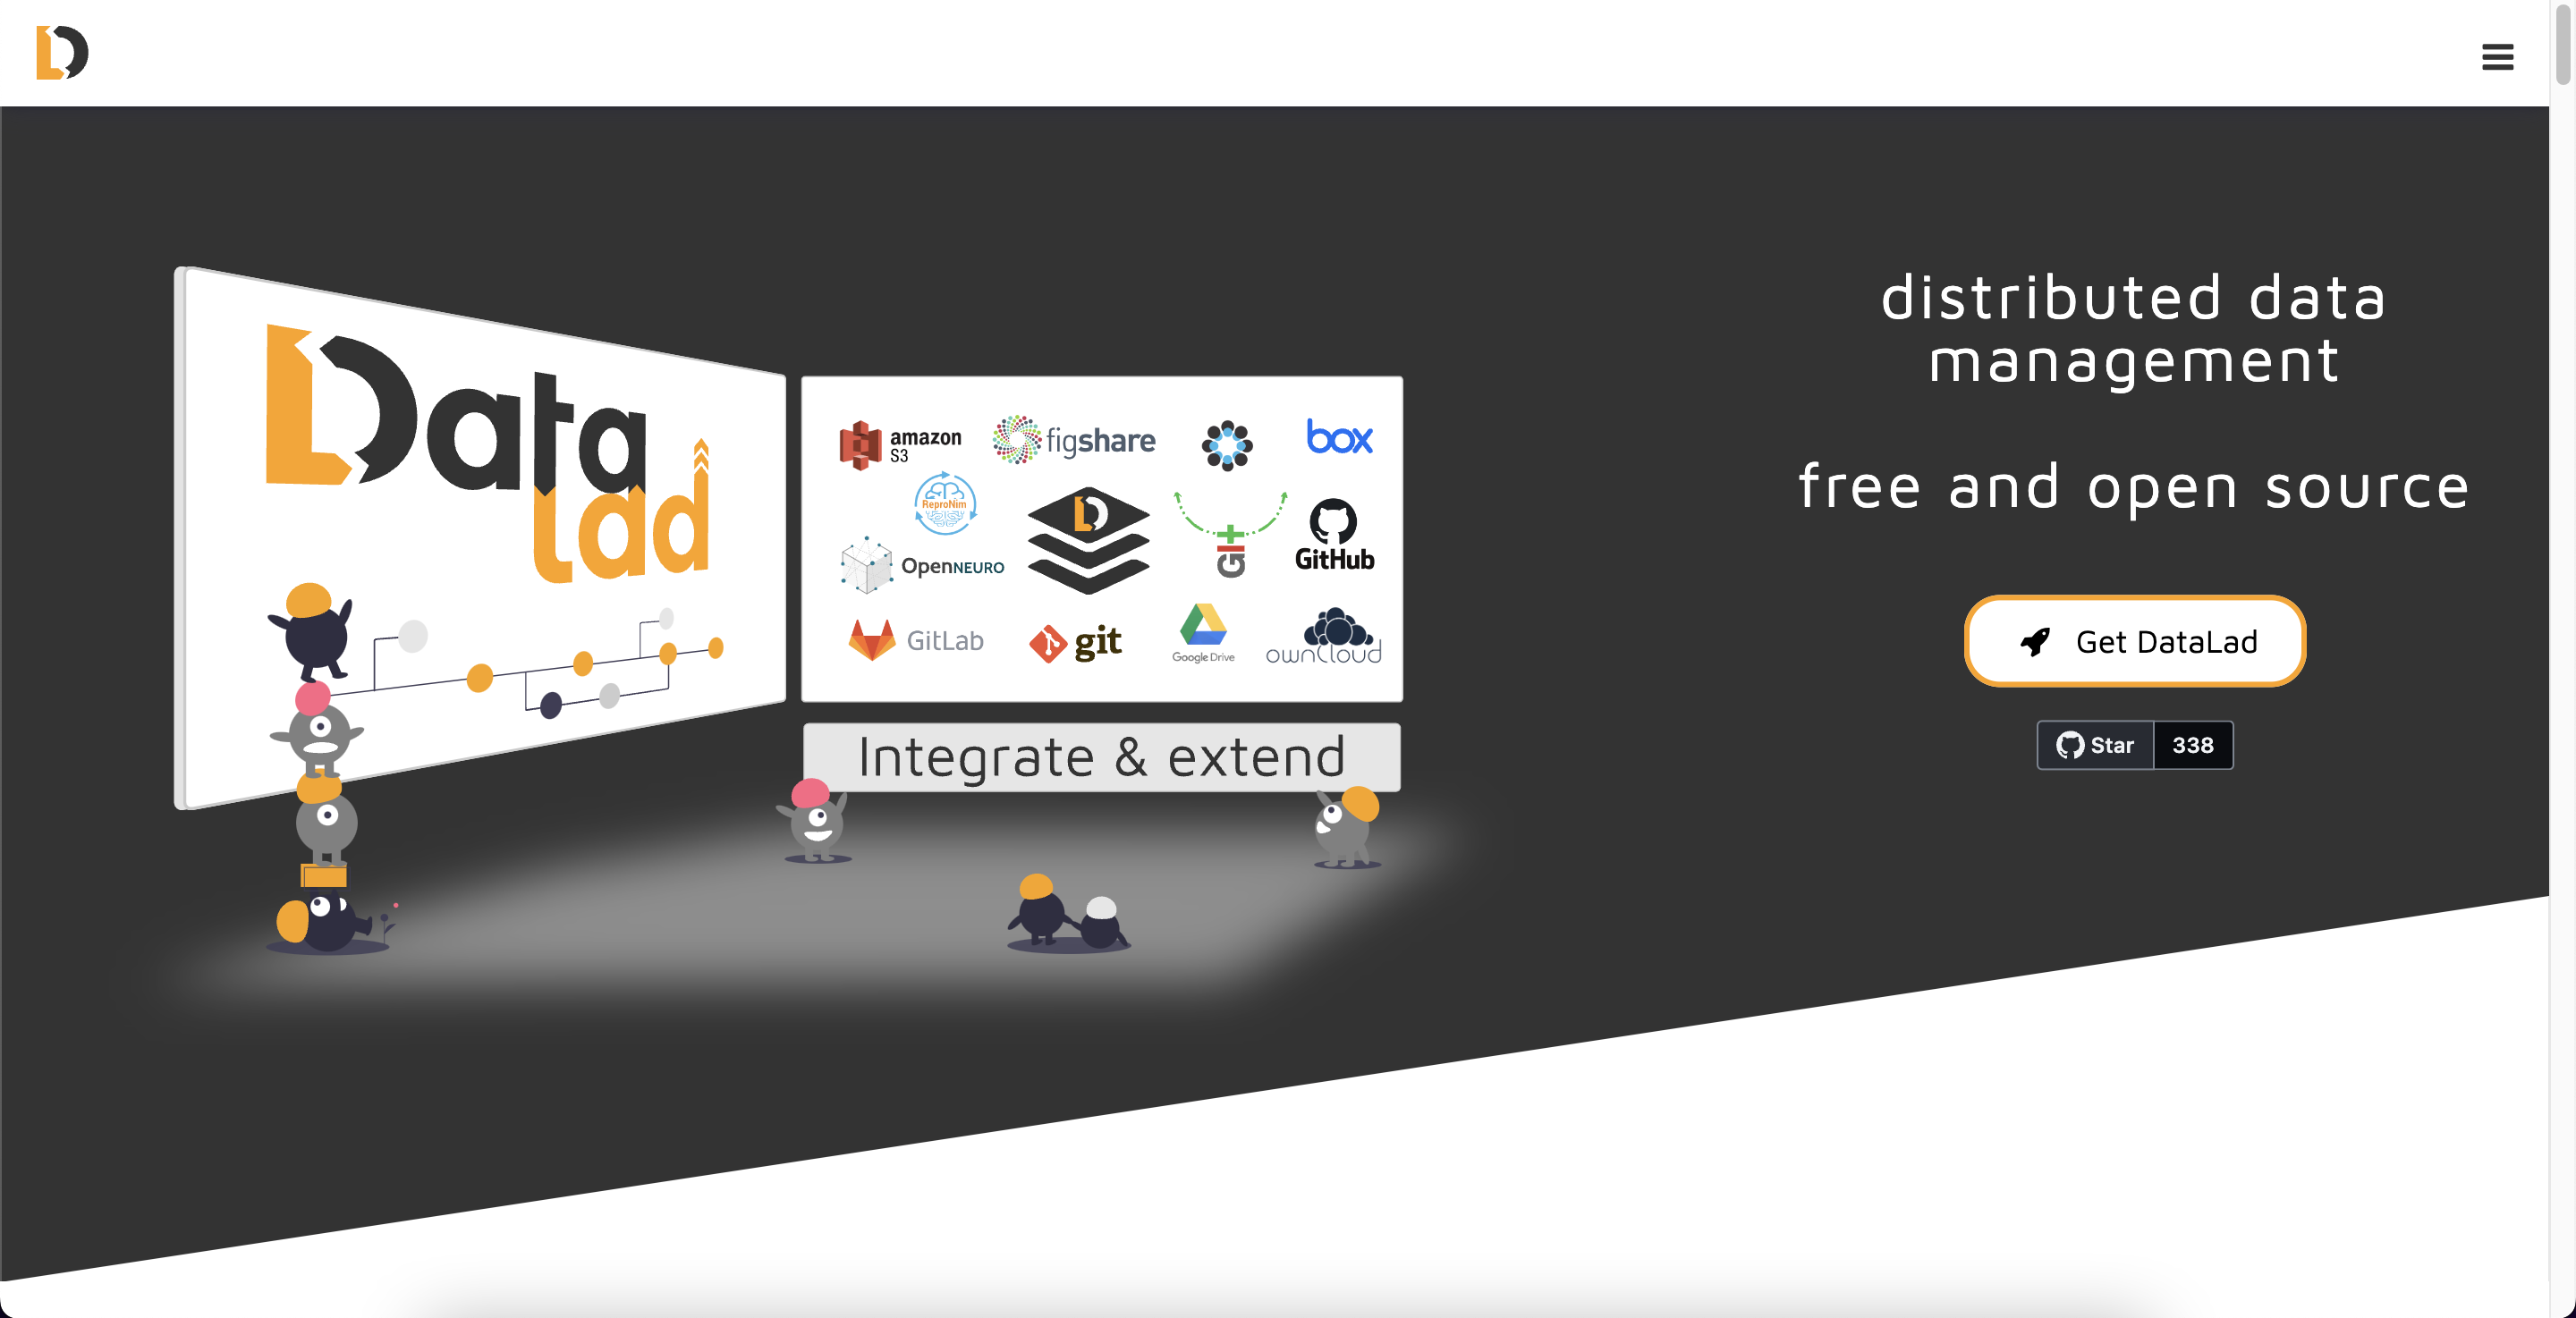 Data
lad
amazon
S3
figshare
box
ReproNim
OpenNEURO
git
GitHub
GitLab
git
Google Drive
ownCloud
Integrate & extend
distributed data
management
free and open source
Get DataLad
Star 338